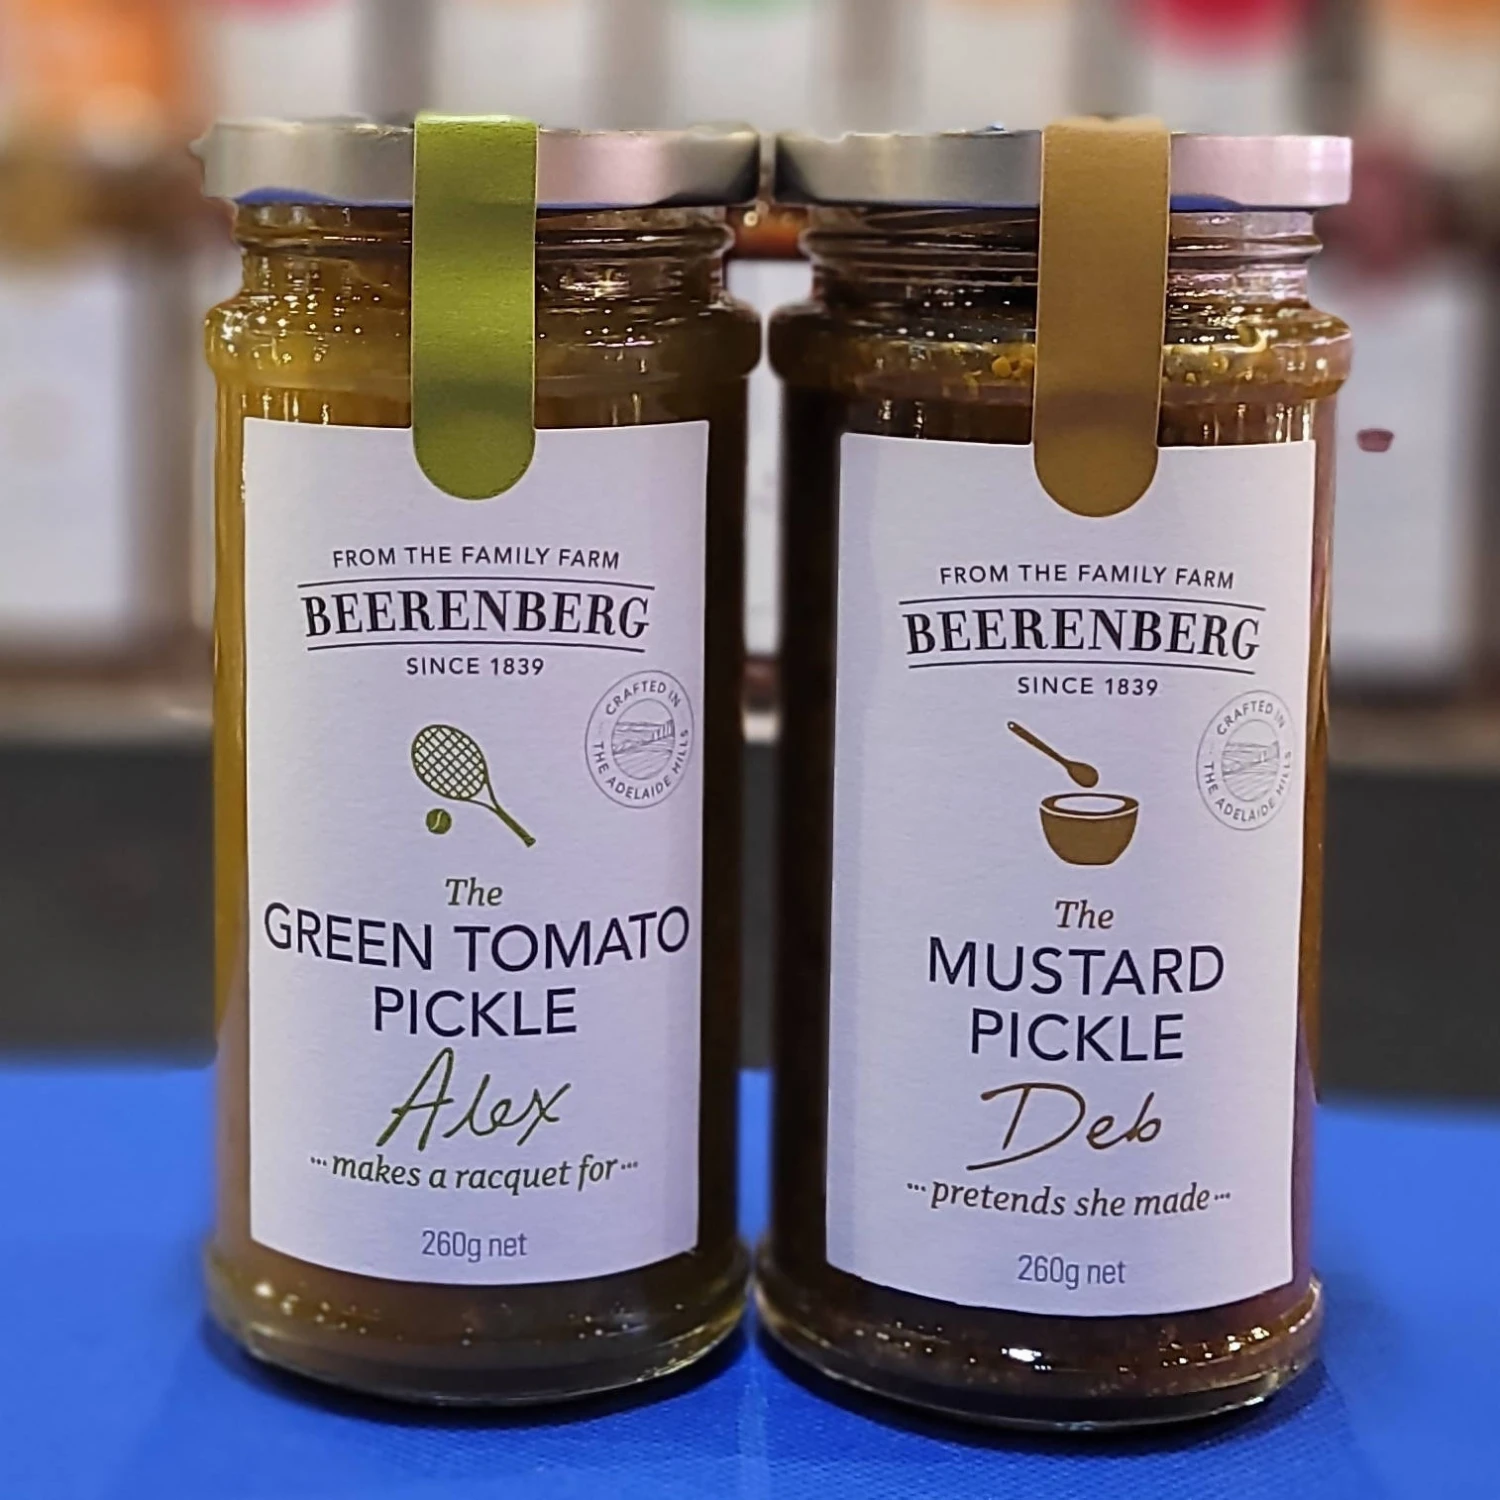 FROM THE FAMILY FARM
BEERENBERG
SINCE 1839
CRAFTED IN
THE ADELAIDE HILLS
The
GREEN TOMATO
PICKLE
Alex
...makes a racquet for...
260g net
FROM THE FAMILY FARM
BEERENBERG
SINCE 1839
CRAFTED IN
THE ADELAIDE HILLS
The
MUSTARD
PICKLE
Deb
...pretends she made...
260g net